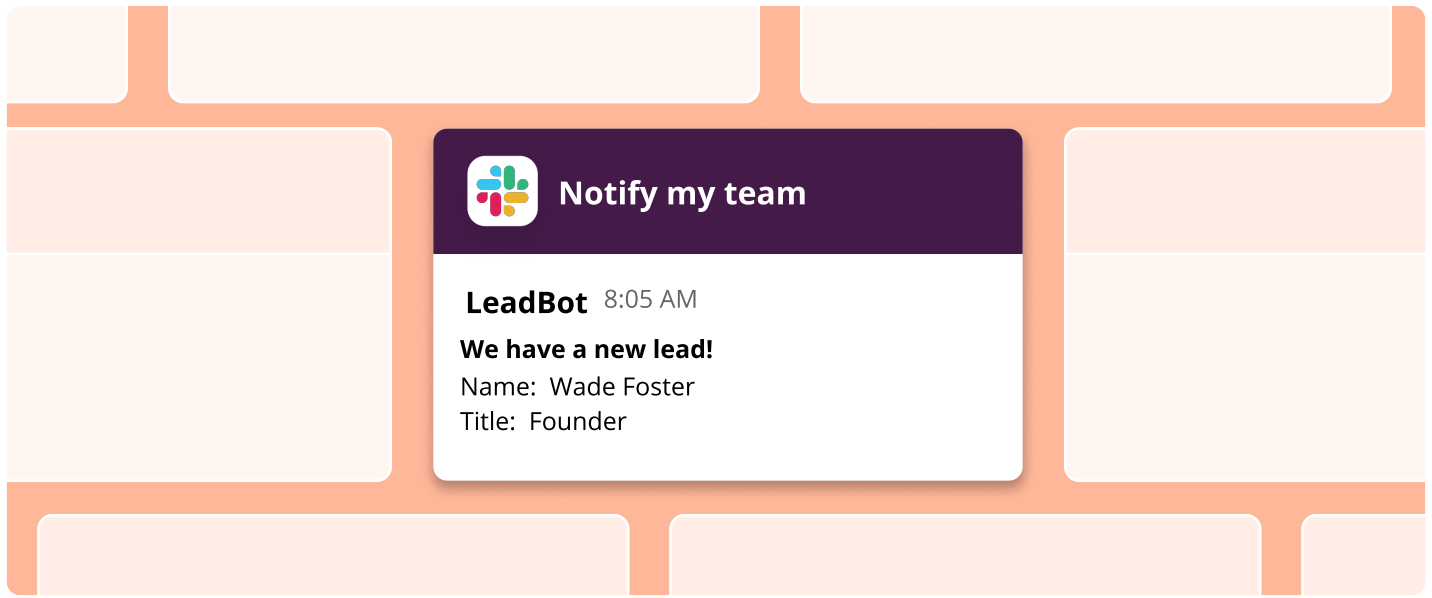 Notify my team
LeadBot 8:05 AM
We have a new lead!
Name: Wade Foster
Title: Founder